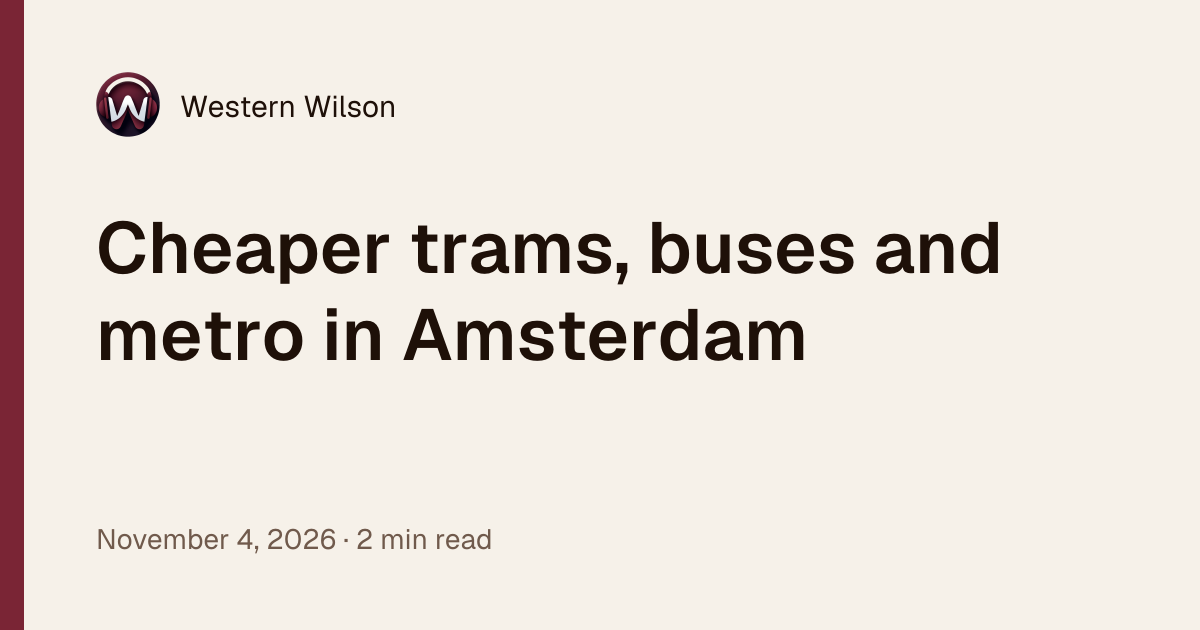 W
Western Wilson
Cheaper trams, buses and
metro in Amsterdam
November 4, 2026 · 2 min read